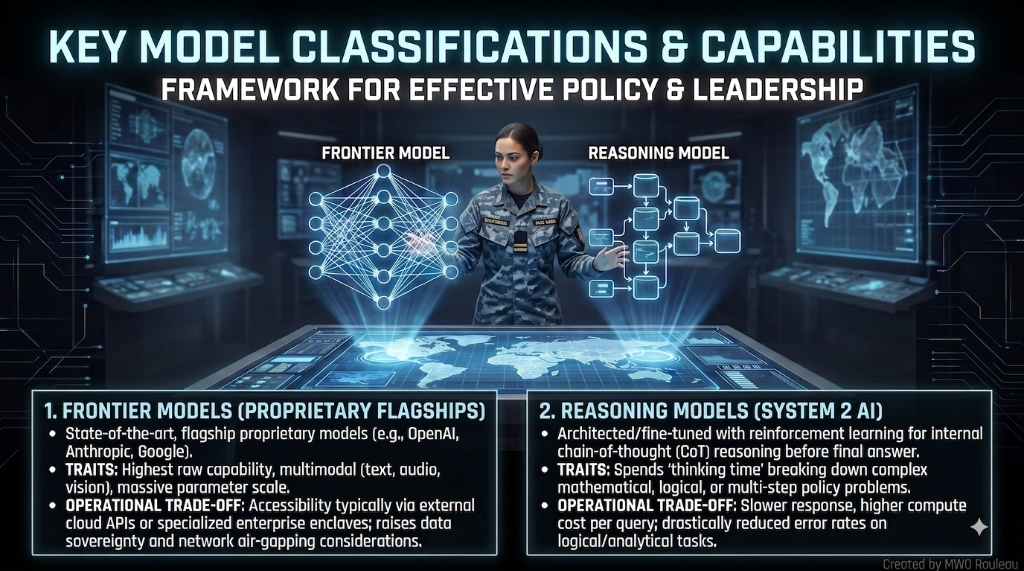 KEY MODEL CLASSIFICATIONS & CAPABILITIES
FRAMEWORK FOR EFFECTIVE POLICY & LEADERSHIP
FRONTIER MODEL
REASONING MODEL
1. FRONTIER MODELS (PROPRIETARY FLAGSHIPS)
• State-of-the-art, flagship proprietary models (e.g., OpenAI,
Anthropic, Google).
• TRAITS: Highest raw capability, multimodal (text, audio,
vision), massive parameter scale.
• OPERATIONAL TRADE-OFF: Accessibility typically via external
cloud APIs or specialized enterprise enclaves; raises data
sovereignty and network air-gapping considerations.
2. REASONING MODELS (SYSTEM 2 AI)
• Architected/fine-tuned with reinforcement learning for internal
chain-of-thought (CoT) reasoning before final answer.
• TRAITS: Spends 'thinking time' breaking down complex
mathematical, logical, or multi-step policy problems.
• OPERATIONAL TRADE-OFF: Slower response, higher compute
cost per query; drastically reduced error rates on
logical/analytical tasks.
Created by MWO Rouleau